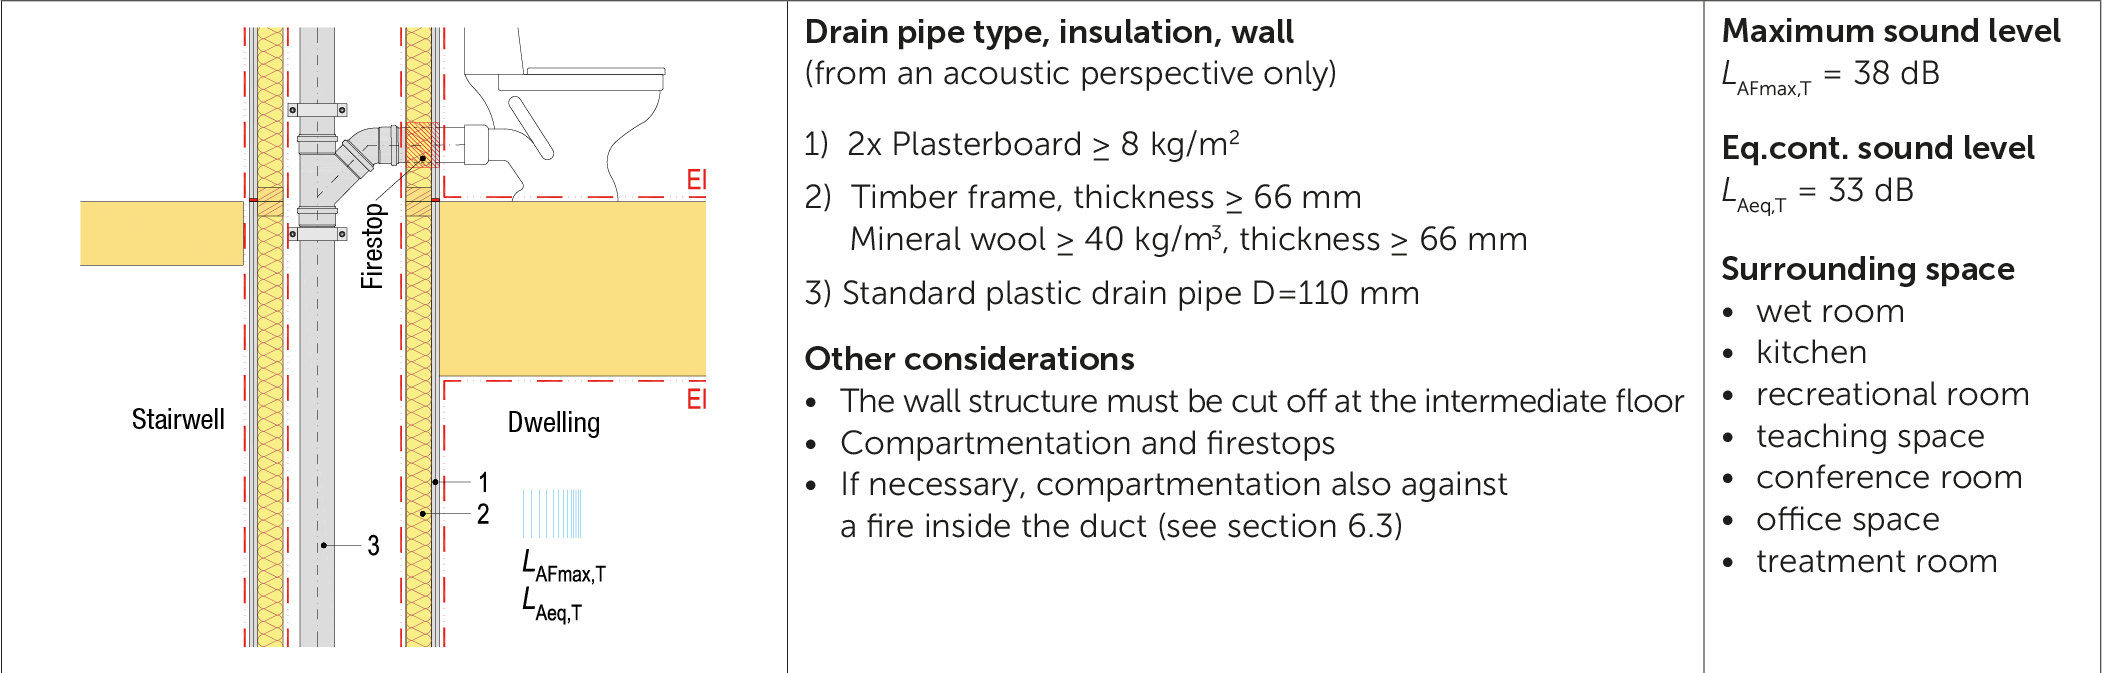 EI
Firestop
EI
Stairwell
Dwelling
1
2
3
LAFmax,T
LAeq,T
Drain pipe type, insulation, wall
(from an acoustic perspective only)
1) 2x Plasterboard ≥ 8 kg/m²
2) Timber frame, thickness ≥ 66 mm
Mineral wool ≥ 40 kg/m³, thickness ≥ 66 mm
3) Standard plastic drain pipe D=110 mm
Other considerations
• The wall structure must be cut off at the intermediate floor
• Compartmentation and firestops
• If necessary, compartmentation also against
a fire inside the duct (see section 6.3)
Maximum sound level
LAFmax,T = 38 dB
Eq.cont. sound level
LAeq,T = 33 dB
Surrounding space
• wet room
• kitchen
• recreational room
• teaching space
• conference room
• office space
• treatment room